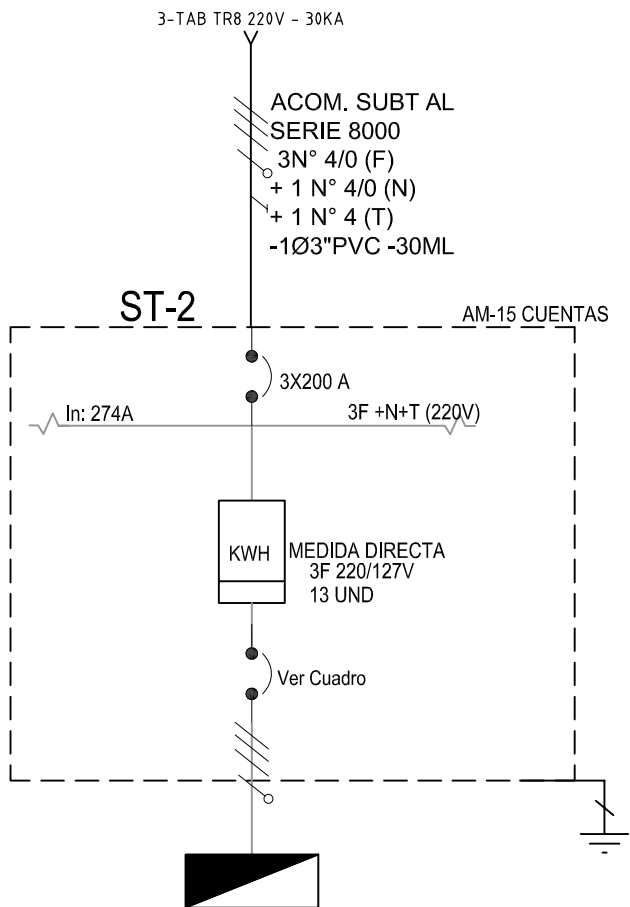 3-TAB TR8 220V - 30KA
ACOM. SUBT AL
SERIE 8000
3N° 4/0 (F)
+ 1 N° 4/0 (N)
+ 1 N° 4 (T)
-1Ø3"PVC -30ML
ST-2
AM-15 CUENTAS
3X200 A
In: 274A
3F +N+T (220V)
KWH
MEDIDA DIRECTA
3F 220/127V
13 UND
Ver Cuadro